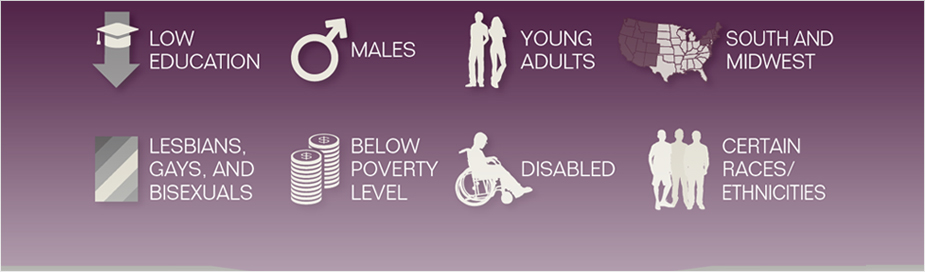 LOW
EDUCATION
MALES
YOUNG
ADULTS
SOUTH AND
MIDWEST
LESBIANS,
GAYS, AND
BISEXUALS
BELOW
POVERTY
LEVEL
DISABLED
CERTAIN
RACES/
ETHNICITIES